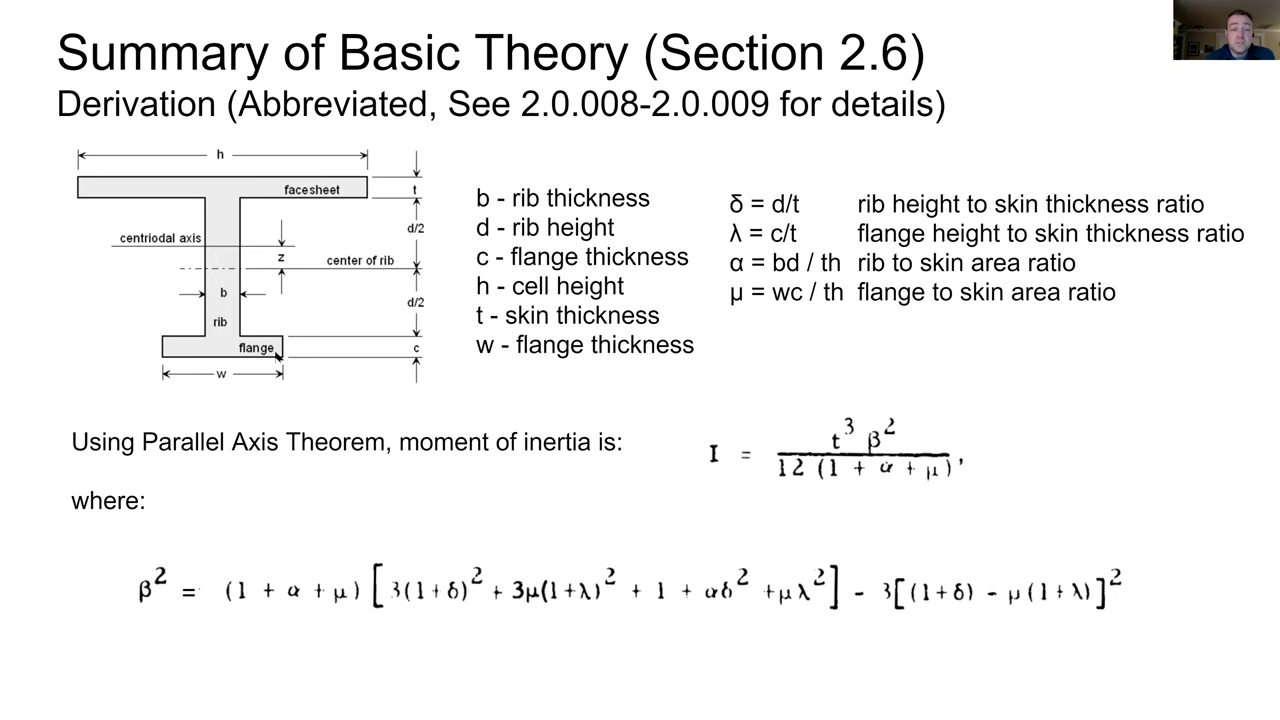 Summary of Basic Theory (Section 2.6)
Derivation (Abbreviated, See 2.0.008-2.0.009 for details)
h
facesheet
t
d/2
centriodal axis
z
center of rib
b
d/2
rib
flange
c
w
b - rib thickness
d - rib height
c - flange thickness
h - cell height
t - skin thickness
w - flange thickness
δ = d/t rib height to skin thickness ratio
λ = c/t flange height to skin thickness ratio
α = bd / th rib to skin area ratio
μ = wc / th flange to skin area ratio
Using Parallel Axis Theorem, moment of inertia is:
I = t³ β² / 12 (1 + α + μ) ,
where:
β² = (1 + α + μ) [ 3(1+δ)² + 3μ(1+λ)² + 1 + αδ² + μλ² ] - 3[(1+δ) - μ(1+λ)]²